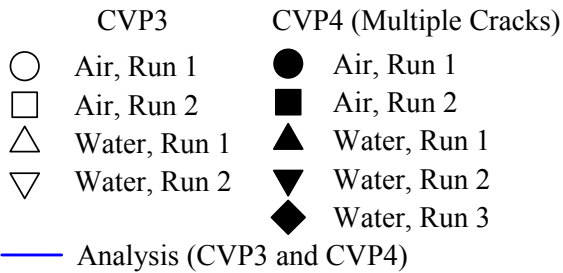 CVP3 CVP4 (Multiple Cracks)
Air, Run 1 Air, Run 1
Air, Run 2 Air, Run 2
Water, Run 1 Water, Run 1
Water, Run 2 Water, Run 2
Water, Run 3
Analysis (CVP3 and CVP4)